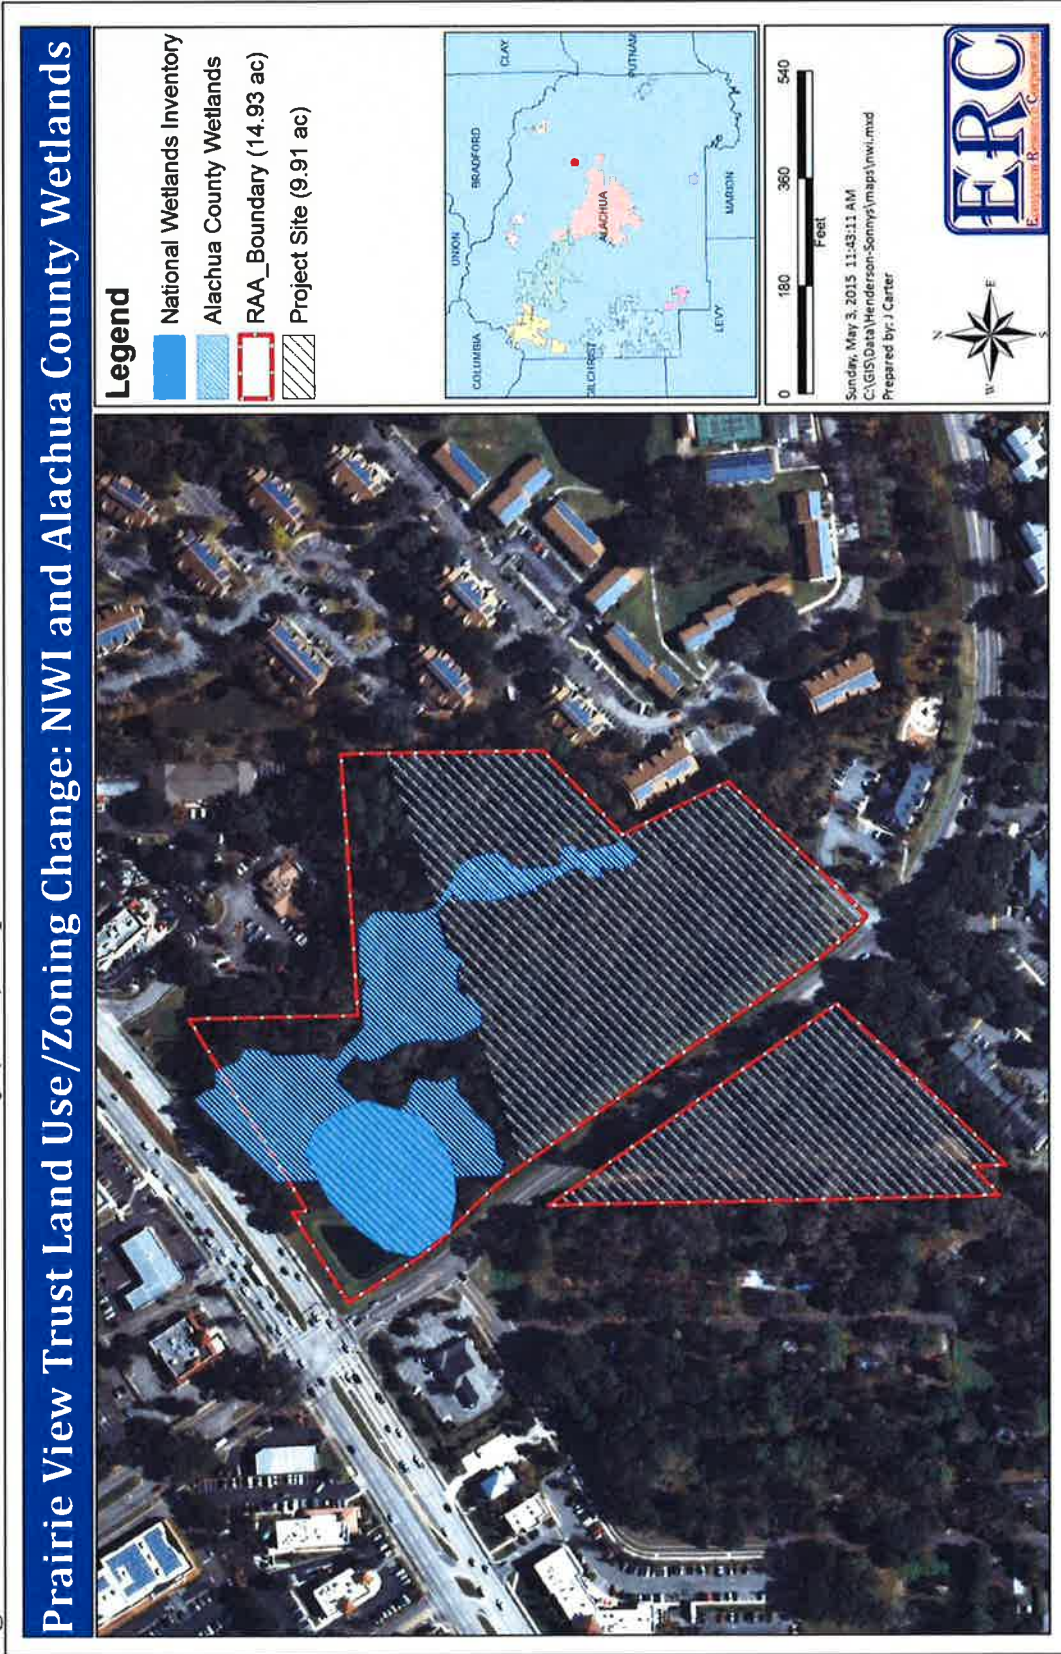 Prairie View Trust Land Use/Zoning Change: NWI and Alachua County Wetlands
Legend
National Wetlands Inventory
Alachua County Wetlands
RAA_Boundary (14.93 ac)
Project Site (9.91 ac)
COLUMBIA
UNION
BRADFORD
CLAY
PUTNAM
ALACHUA
GILCHRIST
LEVY
MARION
0 180 360 540
Feet
Sunday, May 3, 2015 11:43:11 AM
C:\GIS\Data\Henderson-Sonnys\maps\nwi.mxd
Prepared by: J Carter
N
W E
S
ERC
Ecosystem Research Corporation